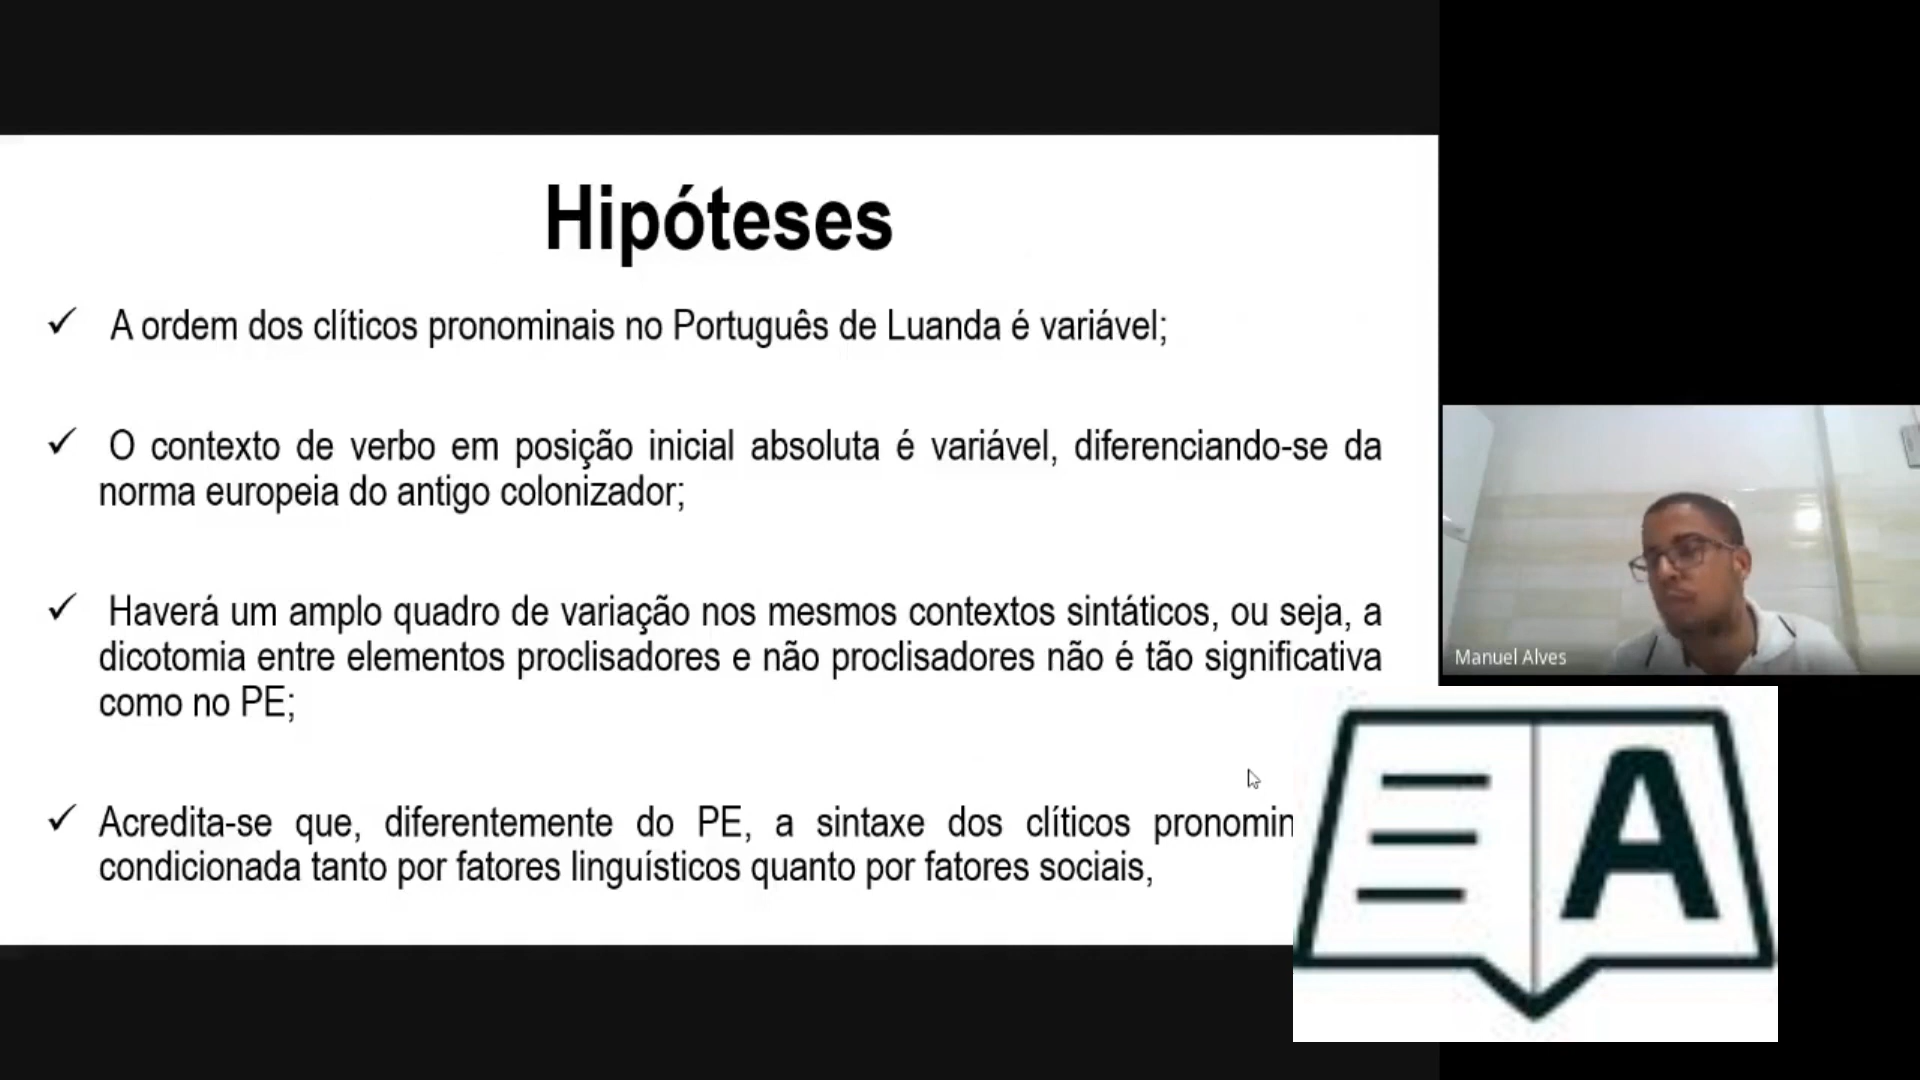 Hipóteses
✓ A ordem dos clíticos pronominais no Português de Luanda é variável;
✓ O contexto de verbo em posição inicial absoluta é variável, diferenciando-se da
norma europeia do antigo colonizador;
✓ Haverá um amplo quadro de variação nos mesmos contextos sintáticos, ou seja, a
dicotomia entre elementos proclisadores e não proclisadores não é tão significativa
como no PE;
✓ Acredita-se que, diferentemente do PE, a sintaxe dos clíticos pronomin
condicionada tanto por fatores linguísticos quanto por fatores sociais,
Manuel Alves
A